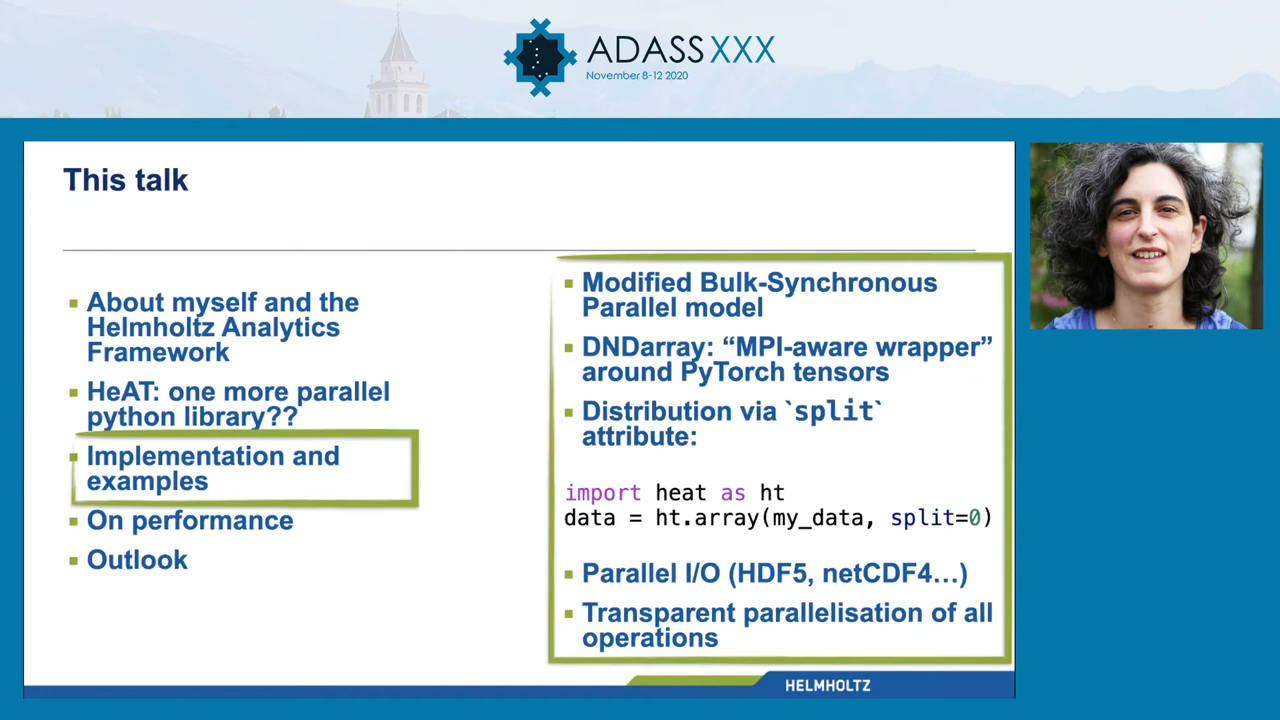 ADASS XXX
November 8-12 2020
This talk
About myself and the
Helmholtz Analytics
Framework
HeAT: one more parallel
python library??
Implementation and
examples
On performance
Outlook
Modified Bulk-Synchronous
Parallel model
DNDarray: “MPI-aware wrapper”
around PyTorch tensors
Distribution via `split`
attribute:
import heat as ht
data = ht.array(my_data, split=0)
Parallel I/O (HDF5, netCDF4…)
Transparent parallelisation of all
operations
HELMHOLTZ